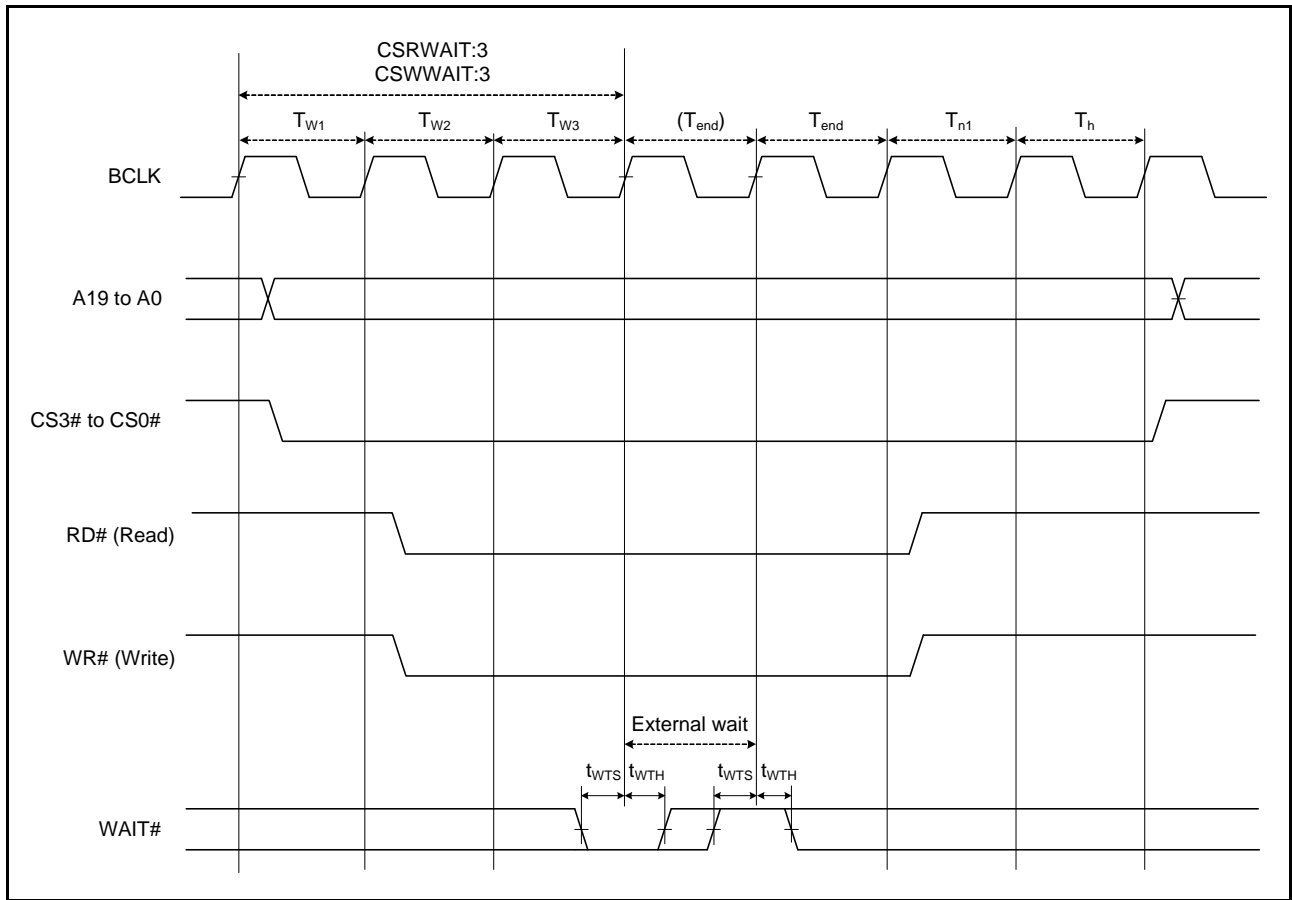 CSRWAIT:3
CSWWAIT:3
TW1 TW2 TW3 (Tend) Tend Tn1 Th
BCLK
A19 to A0
CS3# to CS0#
RD# (Read)
WR# (Write)
External wait
tWTS tWTH tWTS tWTH
WAIT#